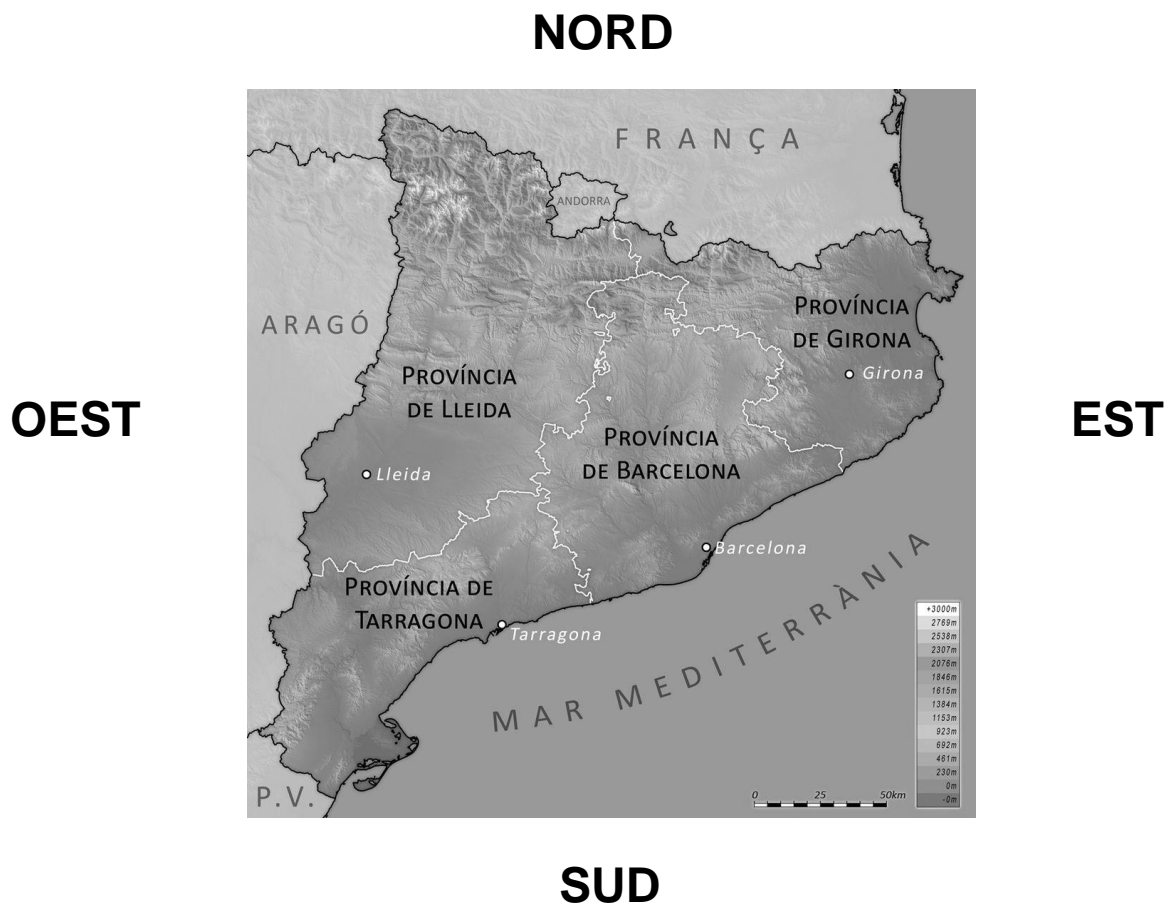 NORD
FRANÇA
ANDORRA
ARAGÓ
PROVÍNCIA
DE GIRONA
Girona
PROVÍNCIA
DE LLEIDA
OEST
EST
PROVÍNCIA
DE BARCELONA
Lleida
Barcelona
PROVÍNCIA DE
TARRAGONA
Tarragona
MAR MEDITERRÀNIA
+3000m
2769m
2538m
2307m
2076m
1846m
1615m
1384m
1153m
923m
692m
461m
230m
0m
-0m
P.V.
0 25 50km
SUD